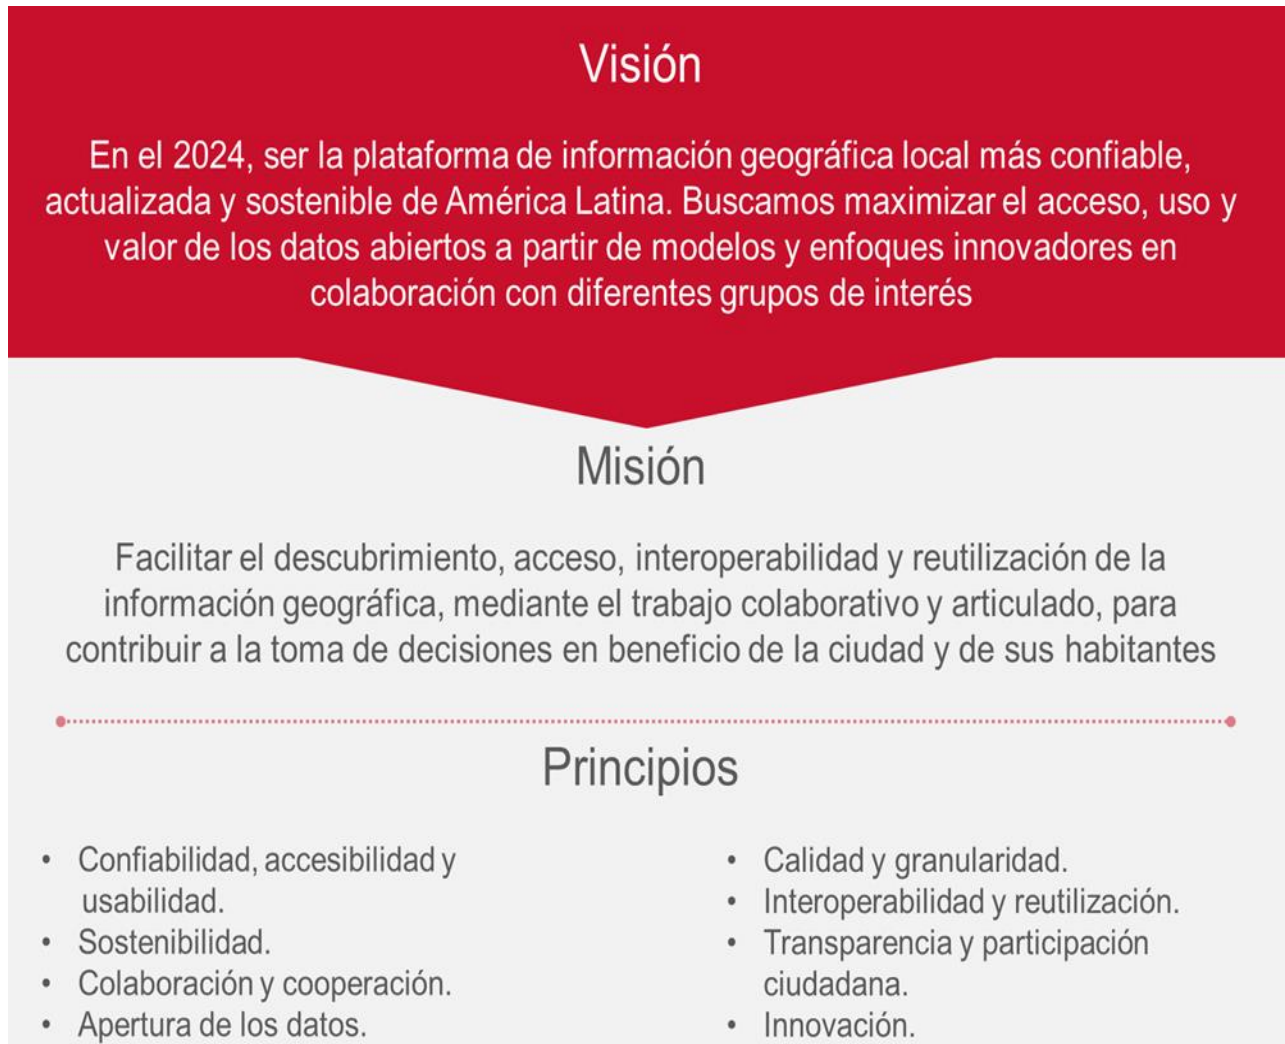 Visión
En el 2024, ser la plataforma de información geográfica local más confiable,
actualizada y sostenible de América Latina. Buscamos maximizar el acceso, uso y
valor de los datos abiertos a partir de modelos y enfoques innovadores en
colaboración con diferentes grupos de interés
Misión
Facilitar el descubrimiento, acceso, interoperabilidad y reutilización de la
información geográfica, mediante el trabajo colaborativo y articulado, para
contribuir a la toma de decisiones en beneficio de la ciudad y de sus habitantes
Principios
• Confiabilidad, accesibilidad y
usabilidad.
• Sostenibilidad.
• Colaboración y cooperación.
• Apertura de los datos.
• Calidad y granularidad.
• Interoperabilidad y reutilización.
• Transparencia y participación
ciudadana.
• Innovación.